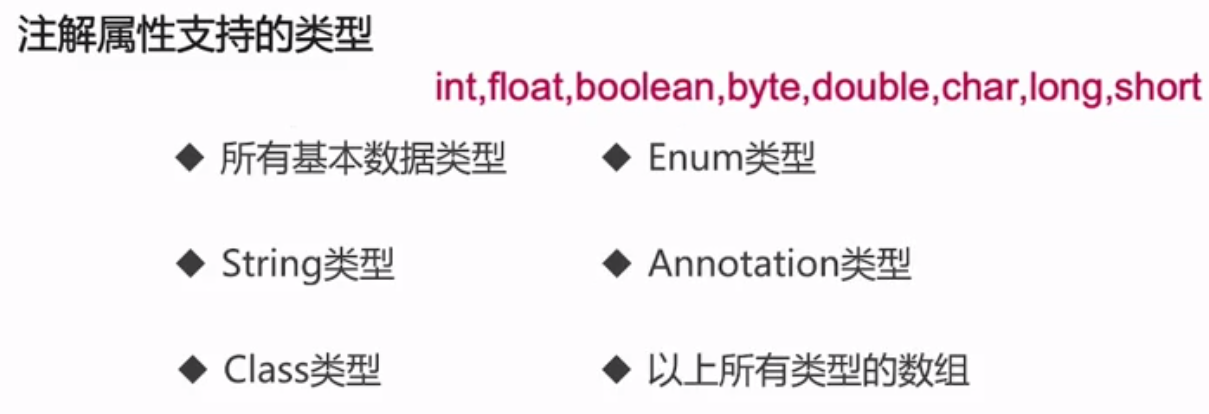 注解属性支持的类型
int,float,boolean,byte,double,char,long,short
◆ 所有基本数据类型
◆ Enum类型
◆ String类型
◆ Annotation类型
◆ Class类型
◆ 以上所有类型的数组